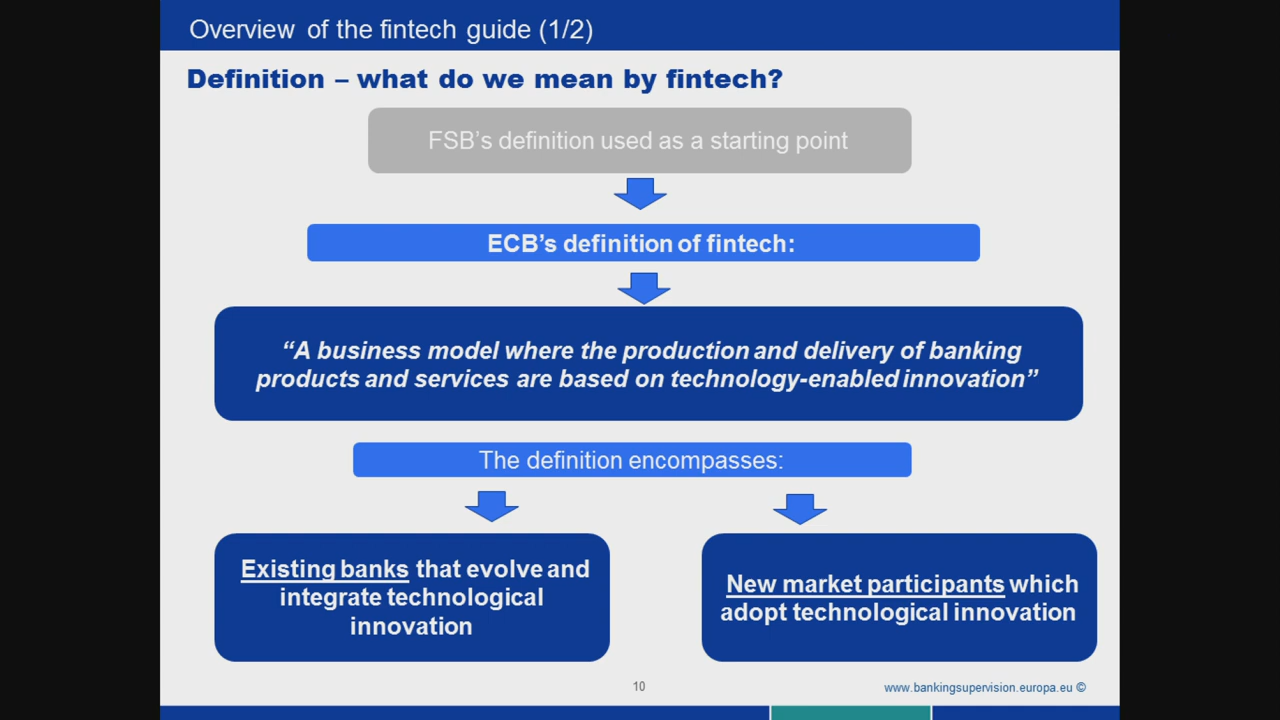 Overview of the fintech guide (1/2)
Definition – what do we mean by fintech?
FSB's definition used as a starting point
ECB's definition of fintech:
“A business model where the production and delivery of banking
products and services are based on technology-enabled innovation”
The definition encompasses:
Existing banks that evolve and
integrate technological
innovation
New market participants which
adopt technological innovation
10
www.bankingsupervision.europa.eu ©